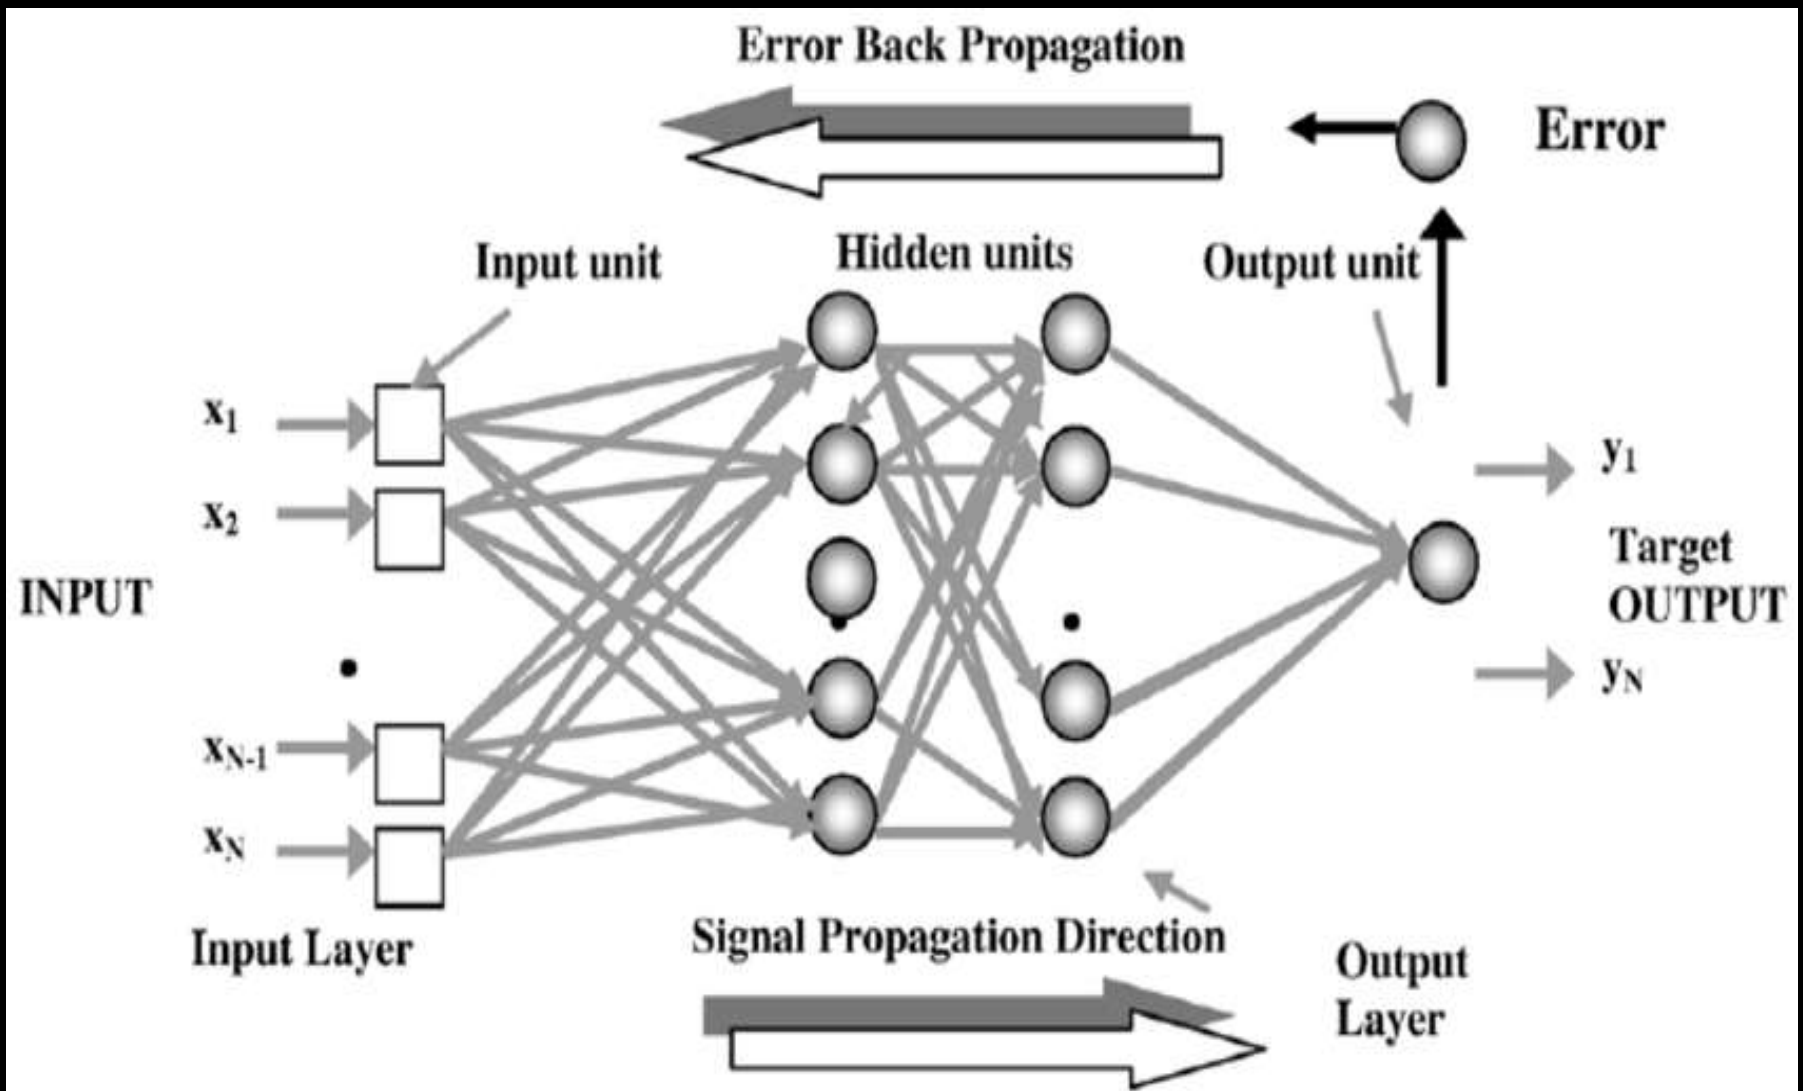 Error Back Propagation
Error
Input unit
Hidden units
Output unit
x1
x2
INPUT
xN-1
xN
y1
Target
OUTPUT
yN
Input Layer
Signal Propagation Direction
Output
Layer